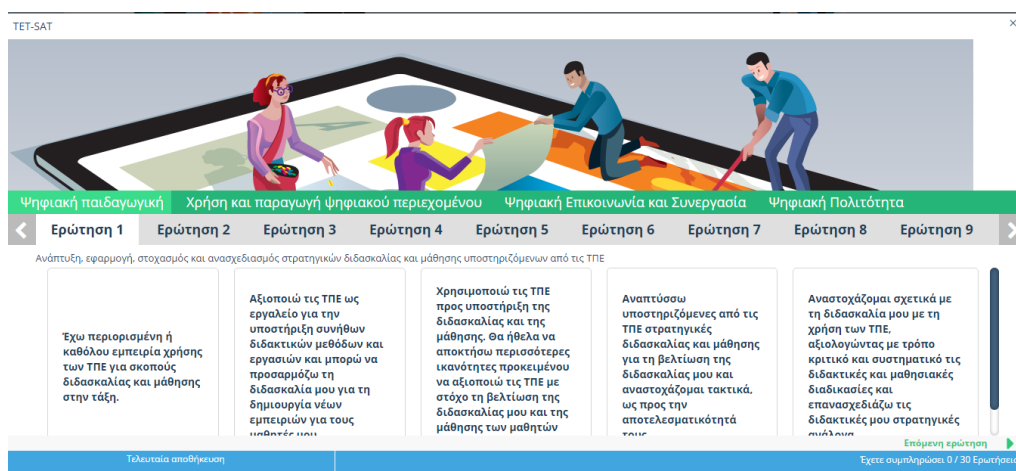 TET-SAT
×
Ψηφιακή παιδαγωγική Χρήση και παραγωγή ψηφιακού περιεχομένου Ψηφιακή Επικοινωνία και Συνεργασία Ψηφιακή Πολιτότητα
Ερώτηση 1 Ερώτηση 2 Ερώτηση 3 Ερώτηση 4 Ερώτηση 5 Ερώτηση 6 Ερώτηση 7 Ερώτηση 8 Ερώτηση 9
Ανάπτυξη, εφαρμογή, στοχασμός και ανασχεδιασμός στρατηγικών διδασκαλίας και μάθησης υποστηριζόμενων από τις ΤΠΕ
Έχω περιορισμένη ή
καθόλου εμπειρία χρήσης
των ΤΠΕ για σκοπούς
διδασκαλίας και μάθησης
στην τάξη.
Αξιοποιώ τις ΤΠΕ ως
εργαλείο για την
υποστήριξη συνήθων
διδακτικών μεθόδων και
εργασιών και μπορώ να
προσαρμόζω τη
διδασκαλία μου για τη
δημιουργία νέων
εμπειριών για τους
μαθητές μου
Χρησιμοποιώ τις ΤΠΕ
προς υποστήριξη της
διδασκαλίας και της
μάθησης. Θα ήθελα να
αποκτήσω περισσότερες
ικανότητες προκειμένου
να αξιοποιώ τις ΤΠΕ με
στόχο τη βελτίωση της
διδασκαλίας μου και της
μάθησης των μαθητών
Αναπτύσσω
υποστηριζόμενες από τις
ΤΠΕ στρατηγικές
διδασκαλίας και μάθησης
για τη βελτίωση της
διδασκαλίας μου και
αναστοχάζομαι τακτικά,
ως προς την
αποτελεσματικότητά
τους
Αναστοχάζομαι σχετικά με
τη διδασκαλία μου με τη
χρήση των ΤΠΕ,
αξιολογώντας με τρόπο
κριτικό και συστηματικό τις
διδακτικές και μαθησιακές
διαδικασίες και
επανασχεδιάζω τις
διδακτικές μου στρατηγικές
ανάλογα
Επόμενη ερώτηση
Τελευταία αποθήκευση
Έχετε συμπληρώσει 0 / 30 Ερωτήσεις